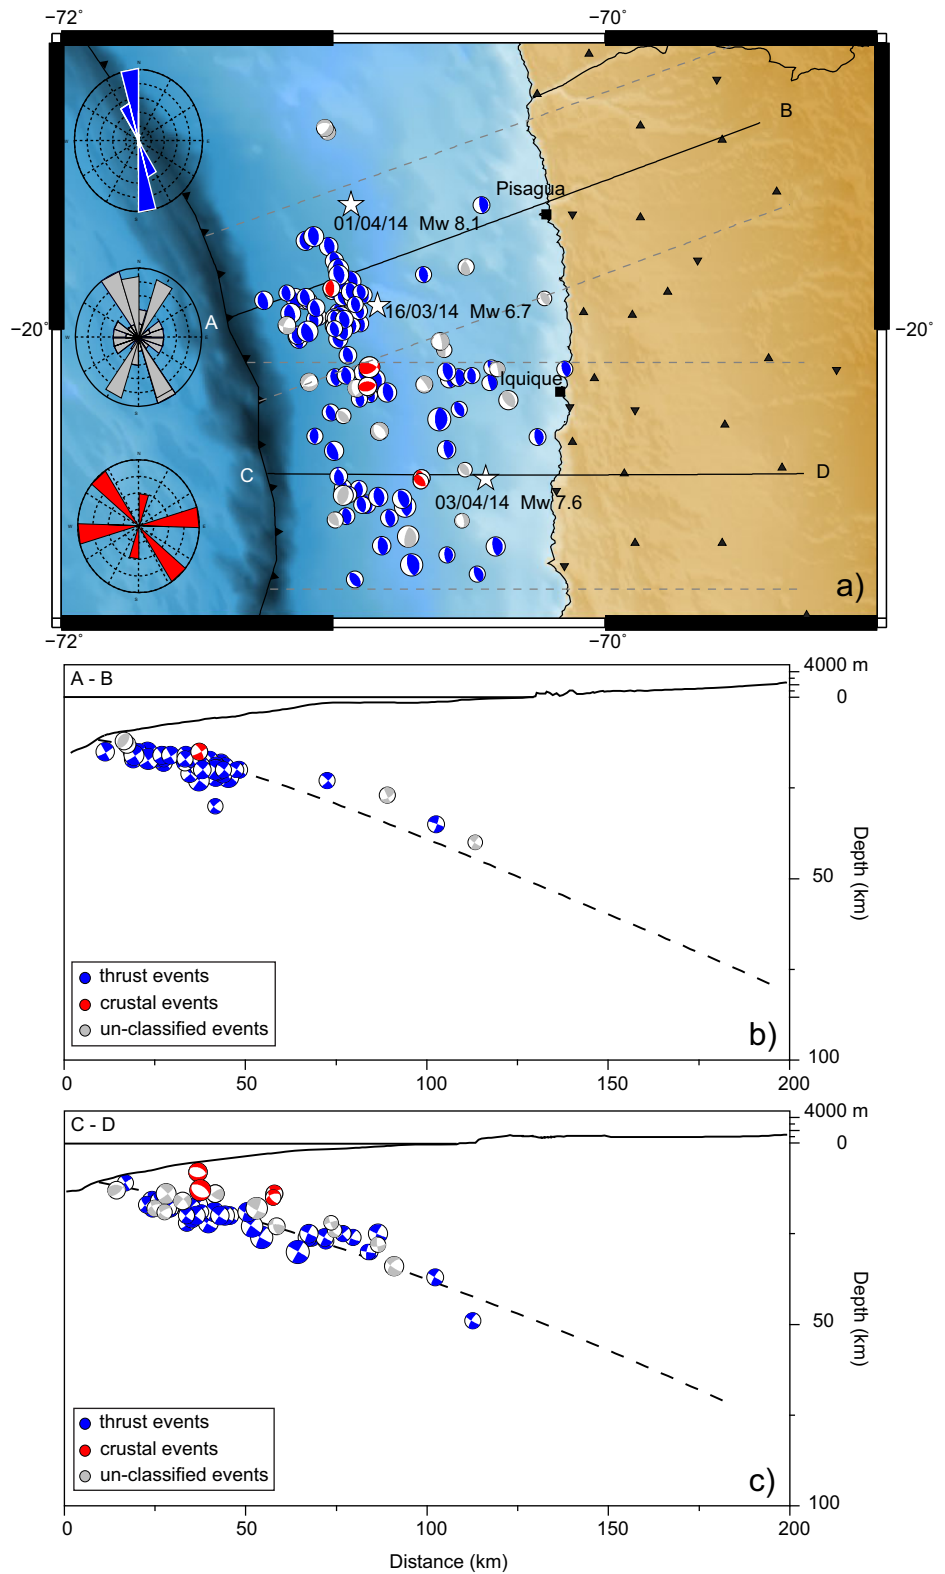 −72° −70°
B
Pisagua
01/04/14 Mw 8.1
16/03/14 Mw 6.7
−20° A −20°
Iquique
C D
03/04/14 Mw 7.6
a)
−72° −70°
A - B
4000 m
0
50
Depth (km)
thrust events
crustal events
un-classified events
b)
100
0 50 100 150 200
C - D
4000 m
0
50
Depth (km)
thrust events
crustal events
un-classified events
c)
100
0 50 100 150 200
Distance (km)